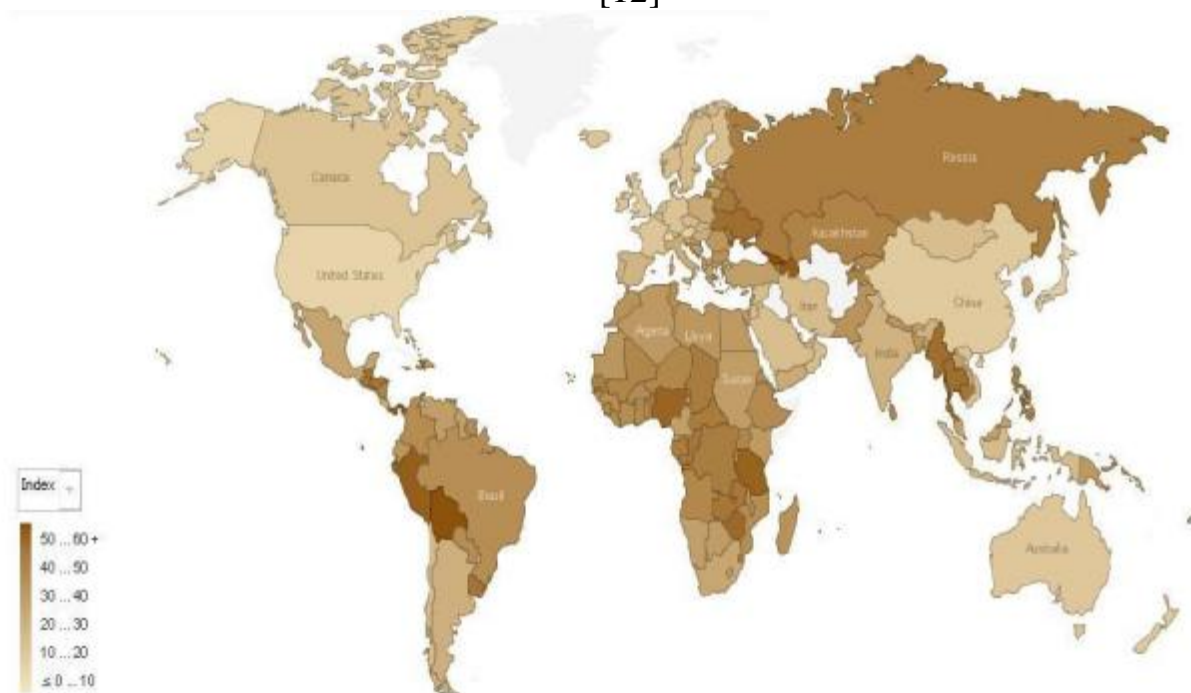 [12]
Canada
United States
Russia
Kazakhstan
China
Iran
India
Algeria
Libya
Sudan
Brazil
Australia
Index
50 ...60 +
40 ...50
30 ...40
20 ...30
10 ...20
≤ 0 ...10